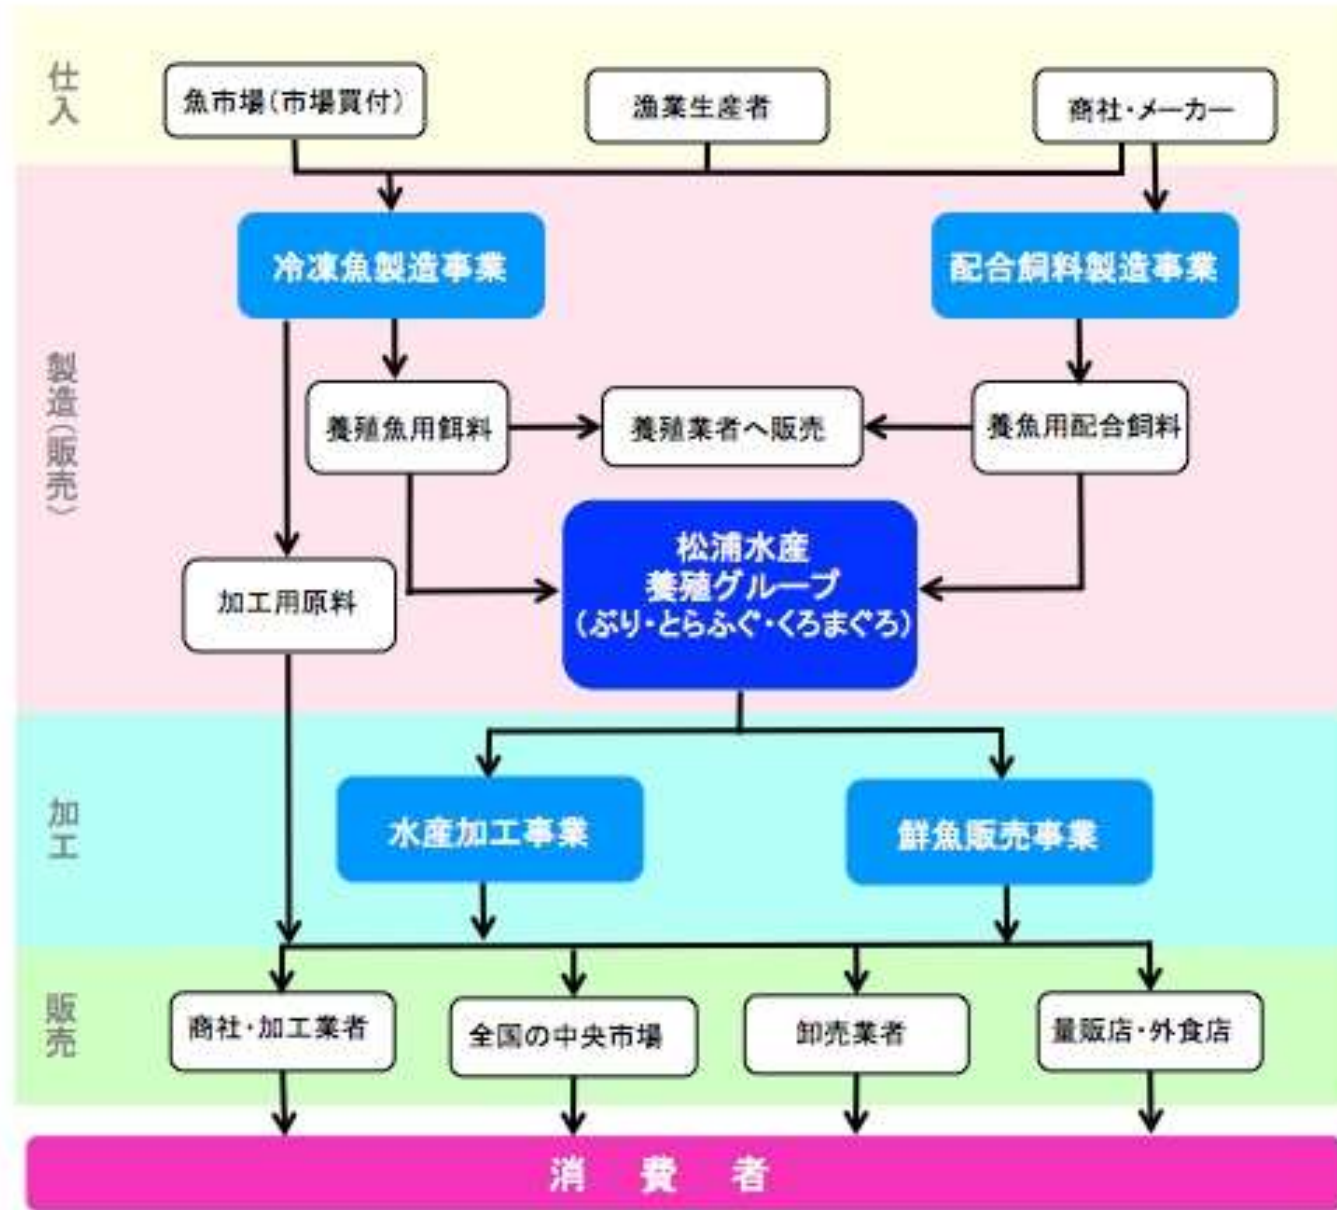 仕入
魚市場(市場買付)
漁業生産者
商社・メーカー
製造(販売)
冷凍魚製造事業
配合飼料製造事業
養殖魚用餌料
養殖業者へ販売
養魚用配合飼料
松浦水産
養殖グループ
(ぶり・とらふぐ・くろまぐろ)
加工用原料
加工
水産加工事業
鮮魚販売事業
販売
商社・加工業者
全国の中央市場
卸売業者
量販店・外食店
消 費 者